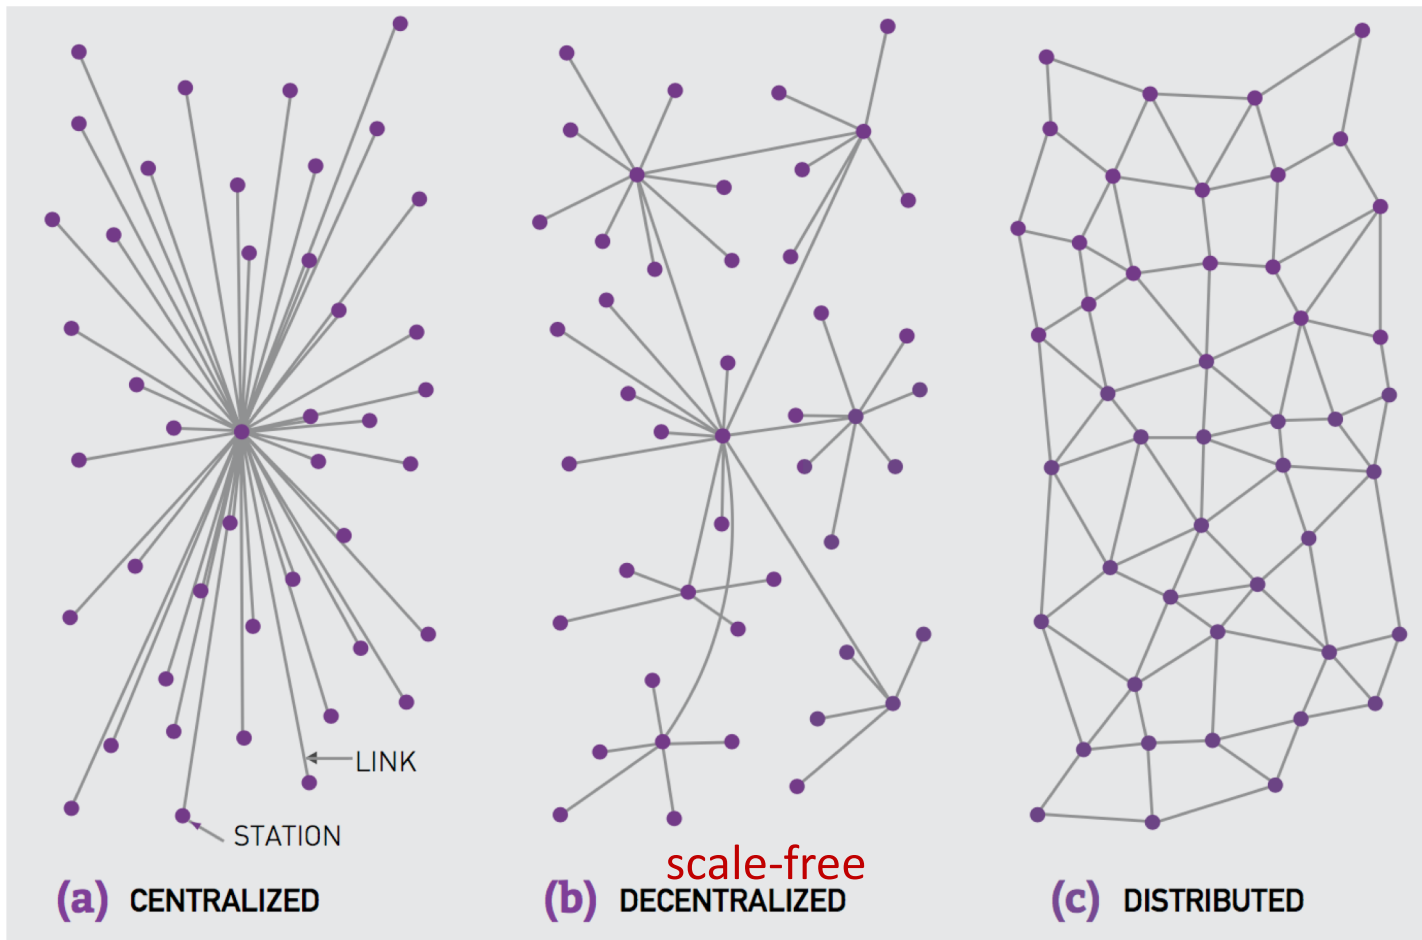 LINK
STATION
scale-free
(a) CENTRALIZED
(b) DECENTRALIZED
(c) DISTRIBUTED